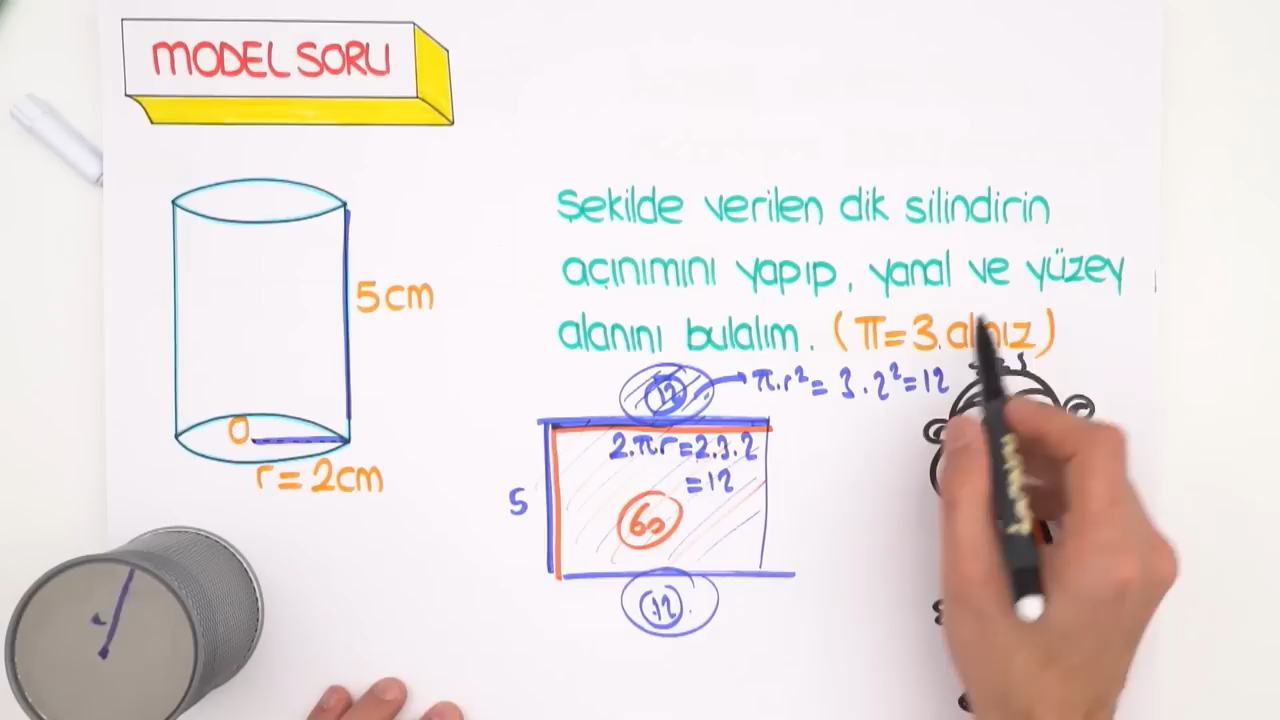 MODEL SORU
Şekilde verilen dik silindirin
açınımını yapıp, yanal ve yüzey
alanını bulalım. (π=3 alınız)
5cm
O
r=2cm
12
π.r²= 3.2²=12
2.π.r=2.3.2
=12
5
60
12